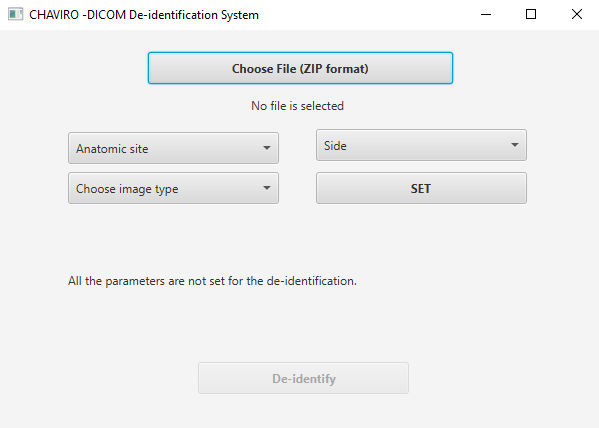 CHAVIRO -DICOM De-identification System
Choose File (ZIP format)
No file is selected
Anatomic site
Side
Choose image type
SET
All the parameters are not set for the de-identification.
De-identify